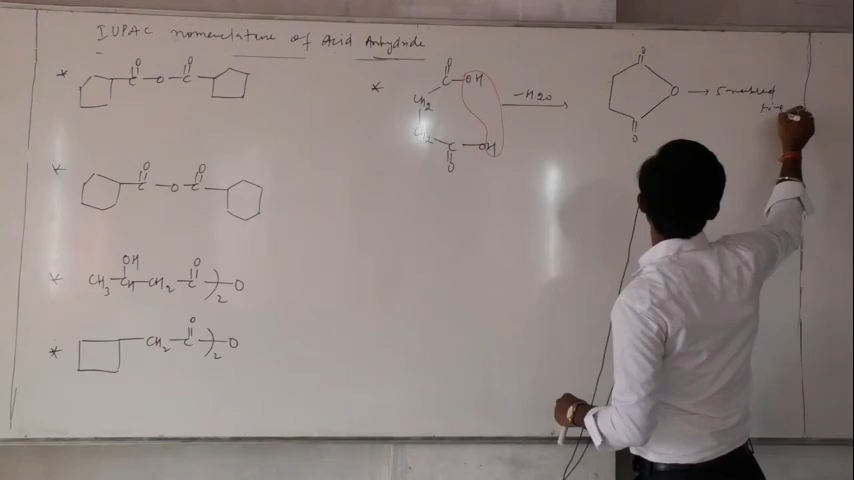 IUPAC nomenclature of Acid Anhydride
* C O O C O
* C O O C O
* CH3 CH OH CH2 C O )2 O
* CH2 C O )2 O
* O C OH
CH2
CH2 C OH
O
-H2O
O
O → 5 membered
O